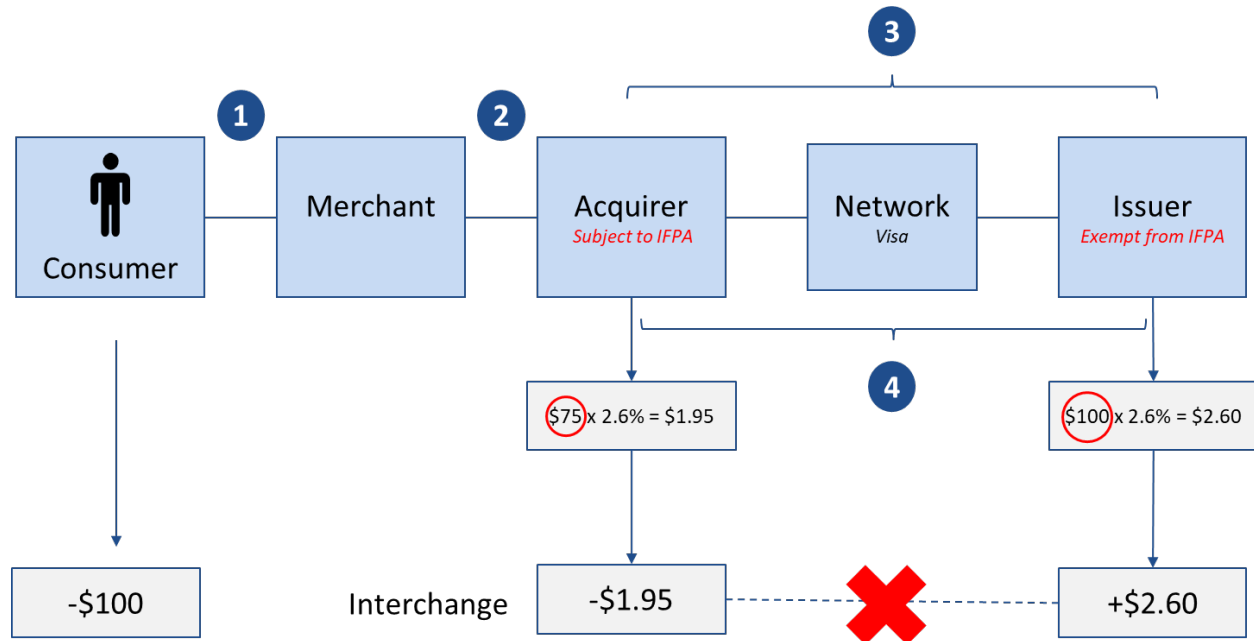 3
1
2
Consumer
Merchant
Acquirer
Subject to IFPA
Network
Visa
Issuer
Exempt from IFPA
4
$75 x 2.6% = $1.95
$100 x 2.6% = $2.60
-$100
Interchange
-$1.95
+$2.60